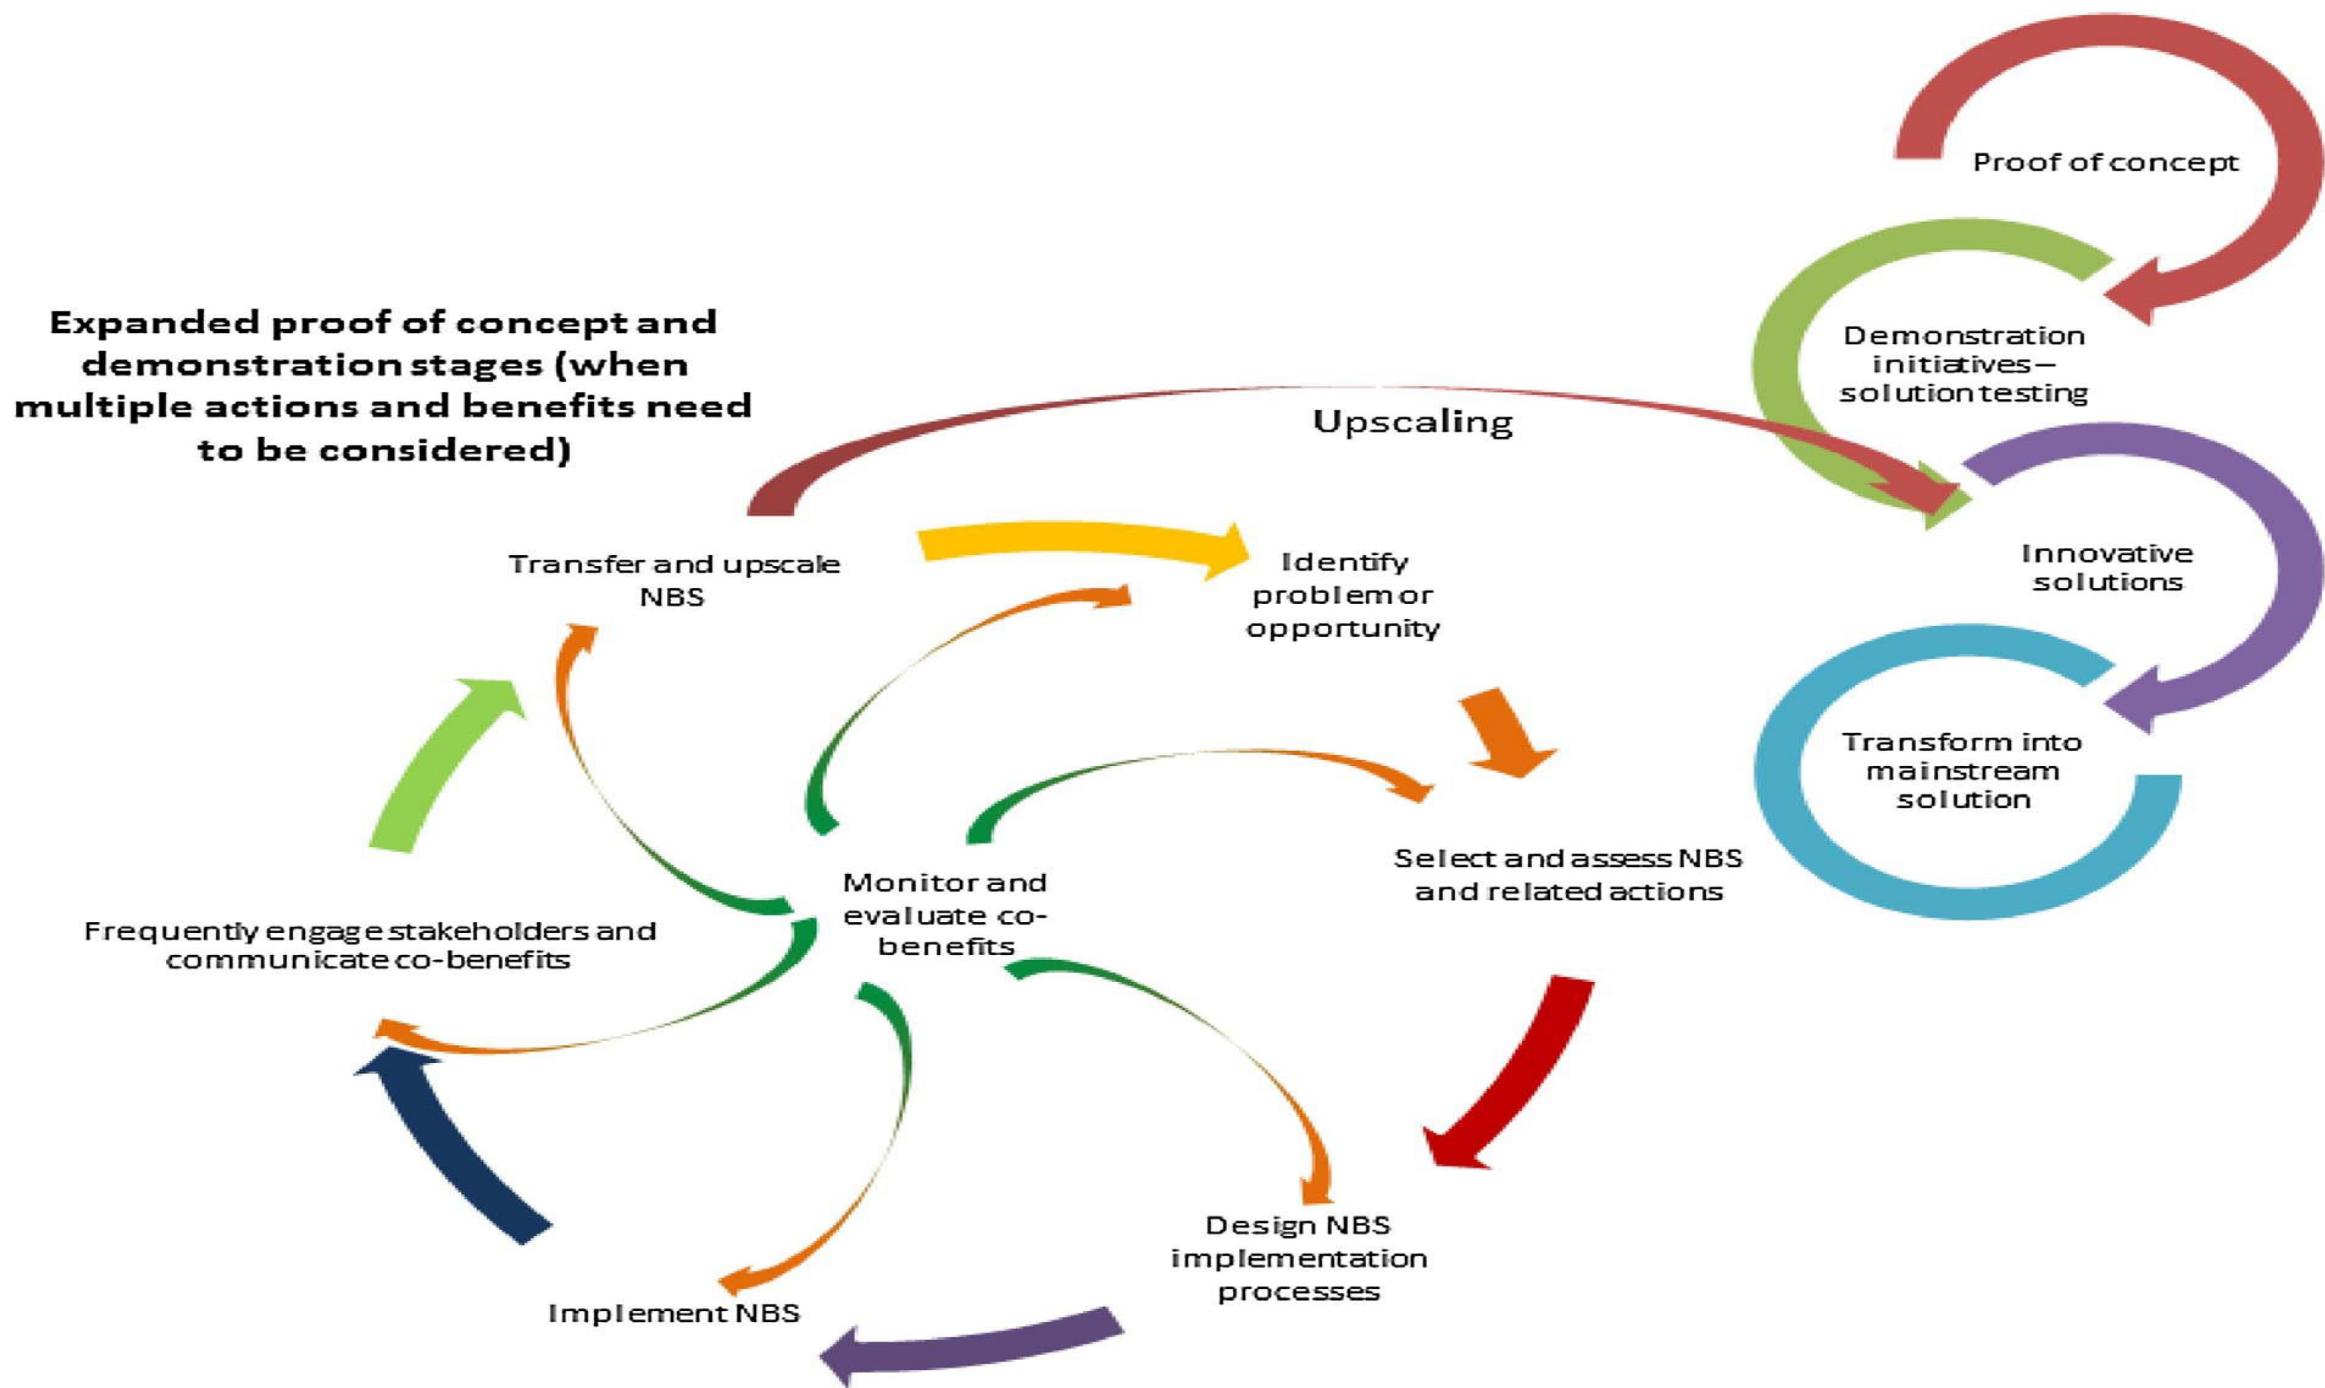 Proof of concept
Demonstration
initiatives–
solution testing
Expanded proof of concept and
demonstration stages (when
multiple actions and benefits need
to be considered)
Upscaling
Innovative
solutions
Transform into
mainstream
solution
Transfer and upscale
NBS
Identify
problem or
opportunity
Select and assess NBS
and related actions
Monitor and
evaluate co-
benefits
Frequently engage stakeholders and
communicate co-benefits
Design NBS
implementation
processes
Implement NBS